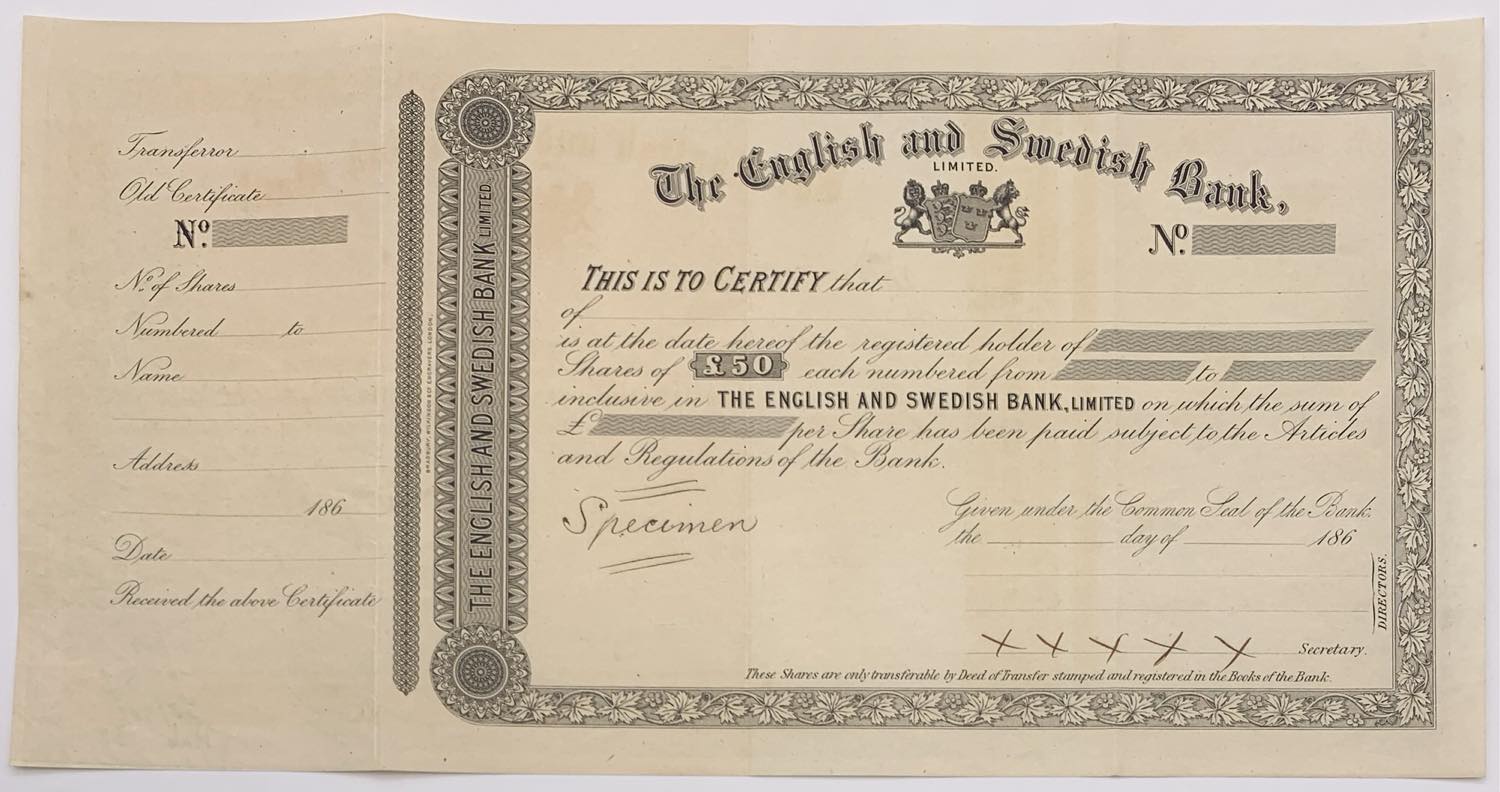 Transferror
Old Certificate
No.
No. of Shares
Numbered to
Name
Address
186
Date
Received the above Certificate
BRADBURY, WILKINSON & Co. ENGRAVERS, LONDON.
THE ENGLISH AND SWEDISH BANK LIMITED
The English and Swedish Bank,
LIMITED.
No.
THIS IS TO CERTIFY that
of
is at the date hereof the registered holder of
Shares of £50 each numbered from to
inclusive in THE ENGLISH AND SWEDISH BANK, LIMITED on which the sum of
£ per Share has been paid subject to the Articles
and Regulations of the Bank.
Specimen
Given under the Common Seal of the Bank.
the day of 186
DIRECTORS.
X X X X X Secretary.
These Shares are only transferable by Deed of Transfer stamped and registered in the Books of the Bank.